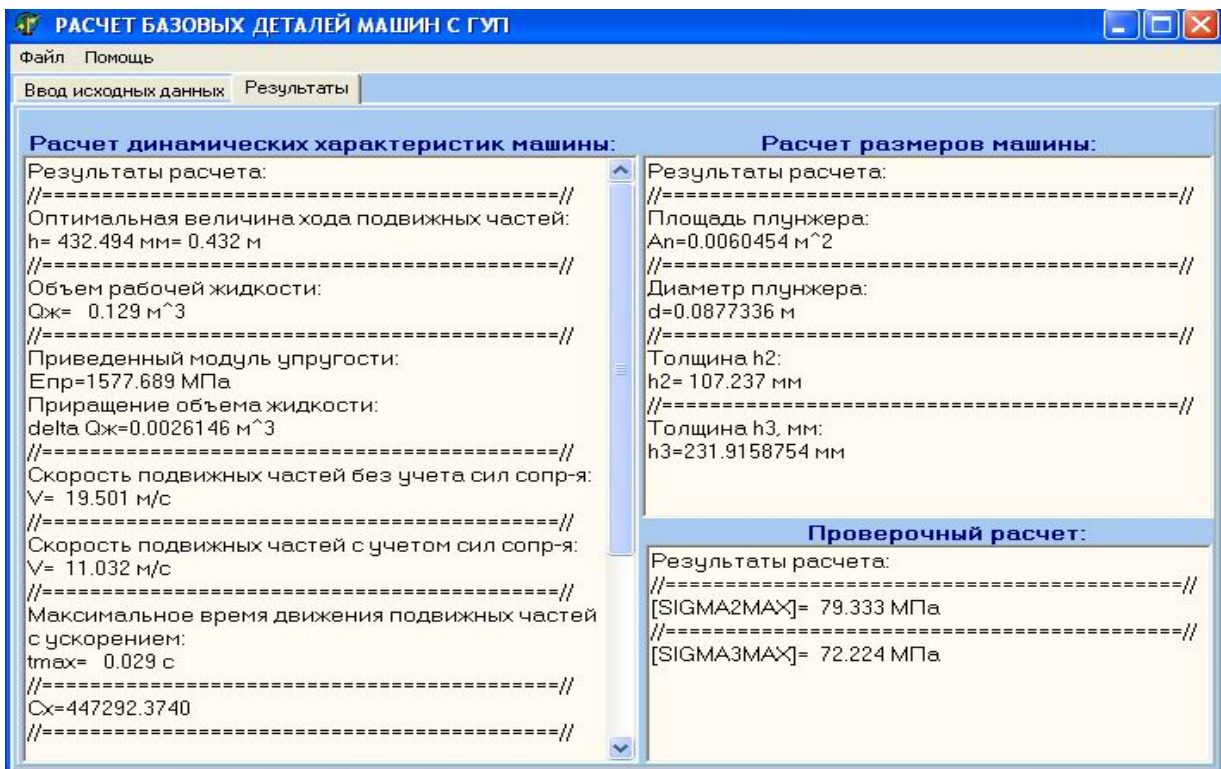 РАСЧЕТ БАЗОВЫХ ДЕТАЛЕЙ МАШИН С ГУП
Файл Помощь
Ввод исходных данных Результаты
Расчет динамических характеристик машины:
Результаты расчета:
//===========================================//
Оптимальная величина хода подвижных частей:
h= 432.494 мм= 0.432 м
//===========================================//
Объем рабочей жидкости:
Qж= 0.129 м^3
//===========================================//
Приведенный модуль упругости:
Eпр=1577.689 МПа
Приращение объема жидкости:
delta Qж=0.0026146 м^3
//===========================================//
Скорость подвижных частей без учета сил сопр-я:
V= 19.501 м/с
//===========================================//
Скорость подвижных частей с учетом сил сопр-я:
V= 11.032 м/с
//===========================================//
Максимальное время движения подвижных частей
с ускорением:
tmax= 0.029 с
//===========================================//
Cx=447292.3740
//===========================================//
Расчет размеров машины:
Результаты расчета:
//===========================================//
Площадь плунжера:
An=0.0060454 м^2
//===========================================//
Диаметр плунжера:
d=0.0877336 м
//===========================================//
Толщина h2:
h2= 107.237 мм
//===========================================//
Толщина h3, мм:
h3=231.9158754 мм
Проверочный расчет:
Результаты расчета:
//===========================================//
[SIGMA2MAX]= 79.333 МПа
//===========================================//
[SIGMA3MAX]= 72.224 МПа